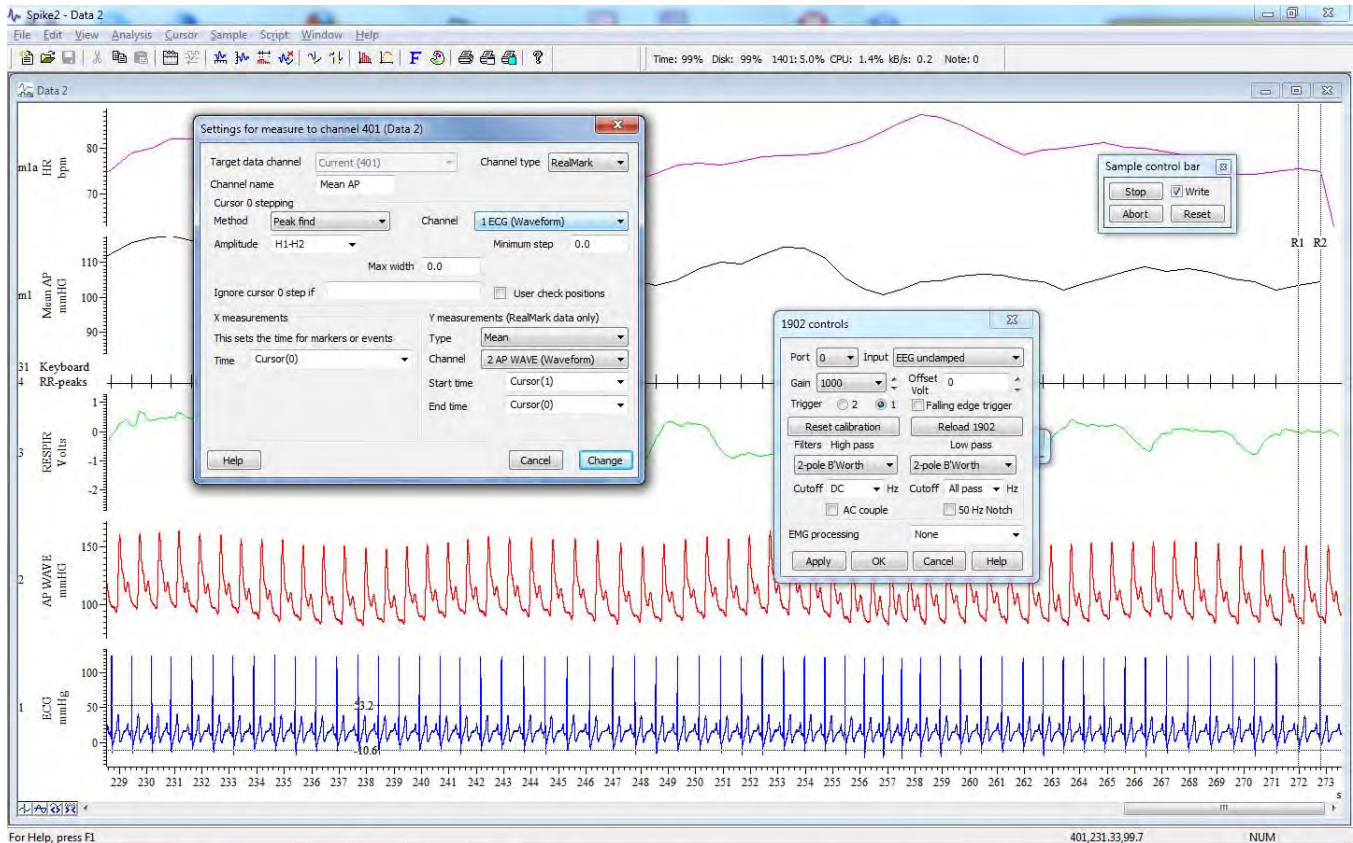 Spike2 - Data 2
File Edit View Analysis Cursor Sample Script Window Help
F
Time: 99% Disk: 99% 1401: 5.0% CPU: 1.4% kB/s: 0.2 Note: 0
Data 2
m1a HR bpm
80
70
m1 Mean AP mmHG
110
100
90
31 Keyboard
4 RR-peaks
3 RESPIR Volts
1
0
-1
-2
2 AP WAVE mmHG
150
100
1 ECG mmHg
100
50
0
53.2
-10.6
R1 R2
229 230 231 232 233 234 235 236 237 238 239 240 241 242 243 244 245 246 247 248 249 250 251 252 253 254 255 256 257 258 259 260 261 262 263 264 265 266 267 268 269 270 271 272 273
s
Settings for measure to channel 401 (Data 2)
Target data channel Current (401) Channel type RealMark
Channel name Mean AP
Cursor 0 stepping
Method Peak find Channel 1 ECG (Waveform)
Amplitude H1-H2 Minimum step 0.0
Max width 0.0
Ignore cursor 0 step if User check positions
X measurements Y measurements (RealMark data only)
This sets the time for markers or events Type Mean
Time Cursor(0) Channel 2 AP WAVE (Waveform)
Start time Cursor(1)
End time Cursor(0)
Help Cancel Change
Sample control bar
Stop Write
Abort Reset
1902 controls
Port 0 Input EEG unclamped
Gain 1000 Offset Volt 0
Trigger 2 1 Falling edge trigger
Reset calibration Reload 1902
Filters High pass Low pass
2-pole B'Worth 2-pole B'Worth
Cutoff DC Hz Cutoff All pass Hz
AC couple 50 Hz Notch
EMG processing None
Apply OK Cancel Help
For Help, press F1
401,231.33,99.7 NUM